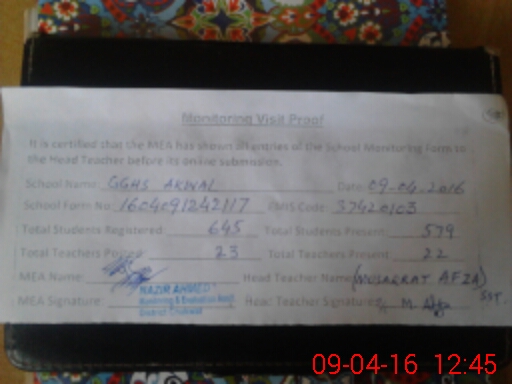 Monitoring Visit Proof
It is certified that the MEA has shown all entries of the School Monitoring Form to
the Head Teacher before its online submission.
School Name: GGHS AKWAL Date: 09-04-2016
School Form No: 1604091242117 EMIS Code: 37420103
Total Students Registered: 645 Total Students Present: 579
Total Teachers Posted: 23 Total Teachers Present: 22
MEA Name: Head Teacher Name: (MUSARRAT AFZA)
SST.
NAZIR AHMED
Monitoring & Evaluation Asstt
District Chakwal
MEA Signature: Head Teacher Signature:
09-04-16 12:45